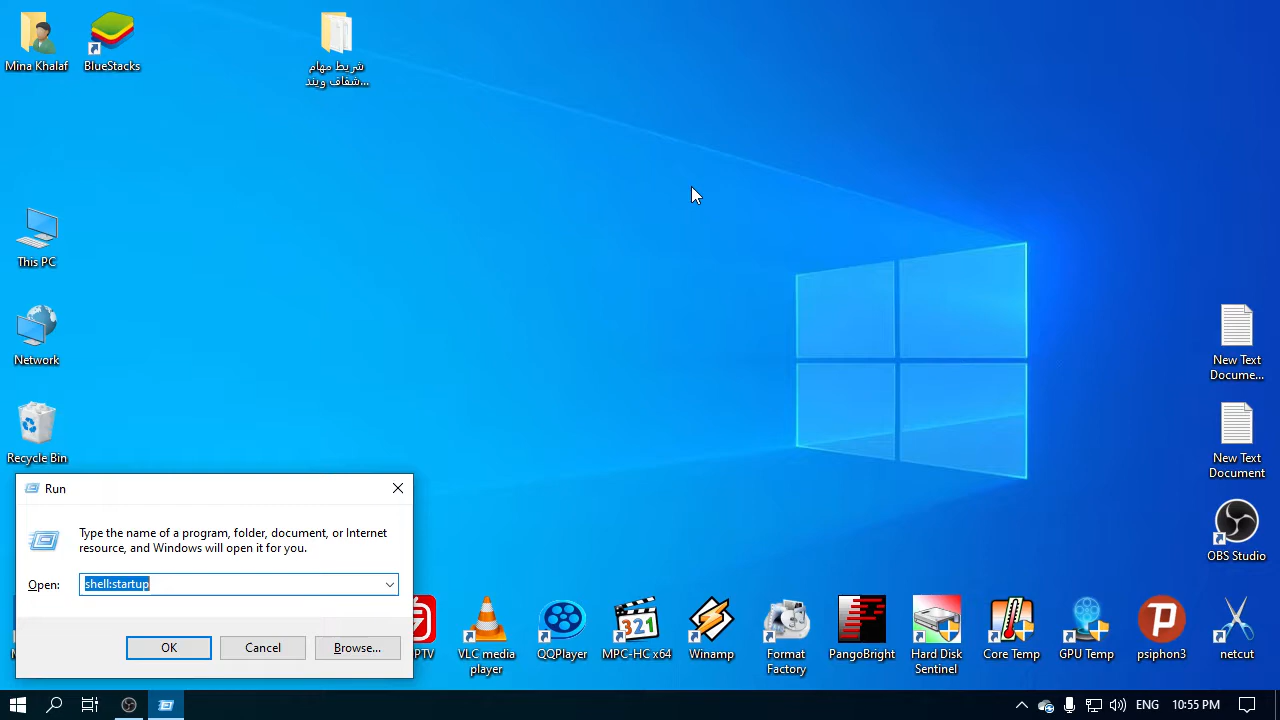 Mina Khalaf
BlueStacks
شريط مهام
شفاف ويند...
This PC
Network
Recycle Bin
New Text
Docume...
New Text
Document
OBS Studio
Run
Type the name of a program, folder, document, or Internet
resource, and Windows will open it for you.
Open:
shell:startup
OK
Cancel
Browse...
PTV
VLC media
player
QQPlayer
321
MPC-HC x64
Winamp
Format
Factory
PangoBright
Hard Disk
Sentinel
Core Temp
GPU Temp
P
psiphon3
netcut
ENG
10:55 PM